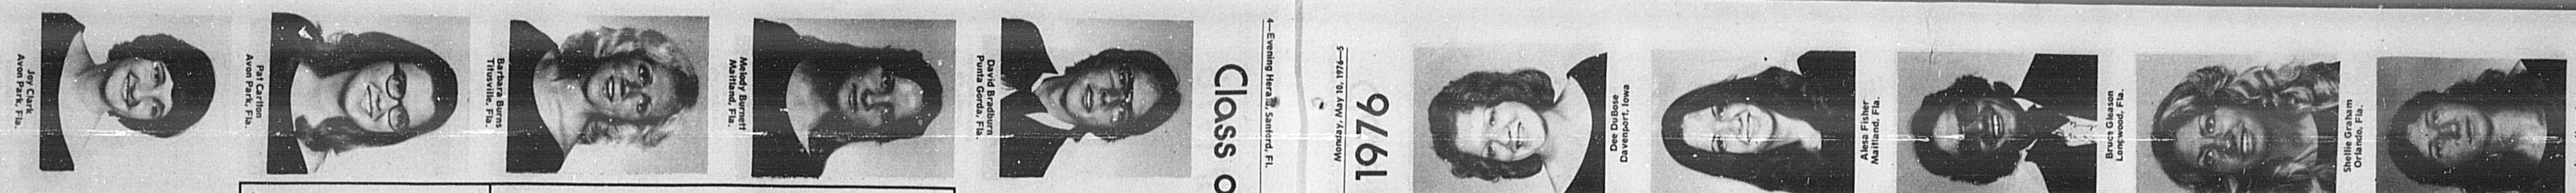 Joy Clark
Avon Park, Fla.
Pat Carlton
Avon Park, Fla.
Barbara Burns
Titusville, Fla.
Melody Burnett
Maitland, Fla.
David Bradburn
Punta Gorda, Fla.
Class o
4—Evening Herald, Sanford, Fl.
Monday, May 10, 1976—5
1976
Dee DuBose
Davenport, Iowa
Alesa Fisher
Maitland, Fla.
Bruce Gleason
Longwood, Fla.
Shellie Graham
Orlando, Fla.